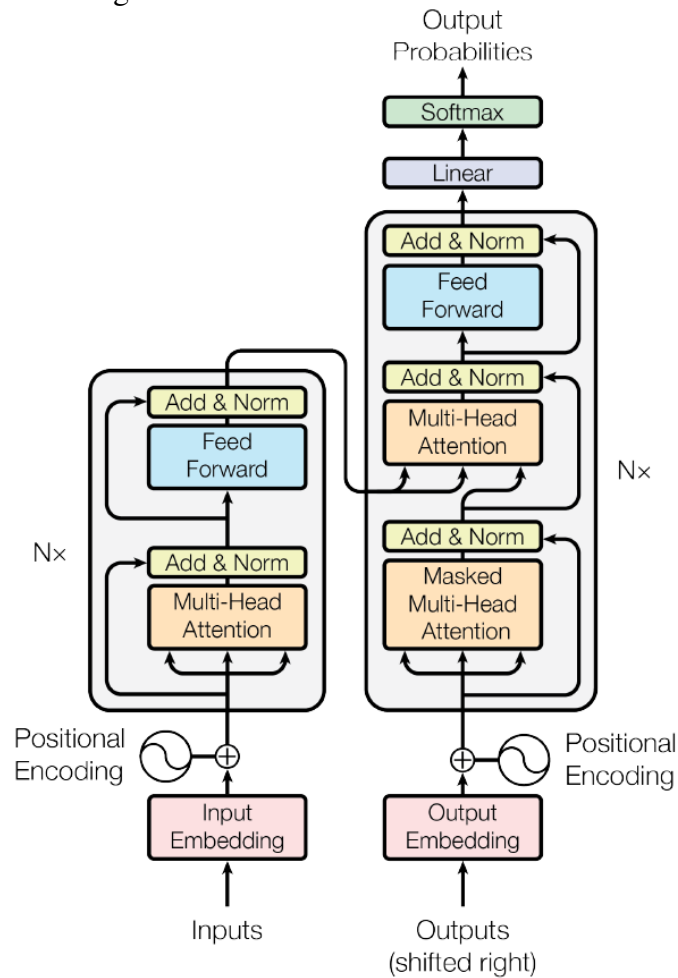 Output
Probabilities
Softmax
Linear
Add & Norm
Feed
Forward
Add & Norm
Multi-Head
Attention
Add & Norm
Masked
Multi-Head
Attention
N×
Add & Norm
Feed
Forward
Add & Norm
Multi-Head
Attention
N×
Positional
Encoding
Positional
Encoding
Input
Embedding
Output
Embedding
Inputs
Outputs
(shifted right)